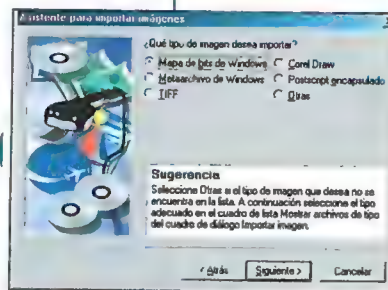 Asistente para importar imágenes
¿Qué tipo de imagen desea importar?
Mapa de bits de Windows
Corel Draw
Metaarchivo de Windows
Postscript encapsulado
TIFF
Otras
Sugerencia
Seleccione Otras si el tipo de imagen que desea no se
encuentra en la lista. A continuación seleccione el tipo
adecuado en el cuadro de lista Mostrar archivos de tipo
del cuadro de diálogo Importar imagen.
< Atrás
Siguiente >
Cancelar